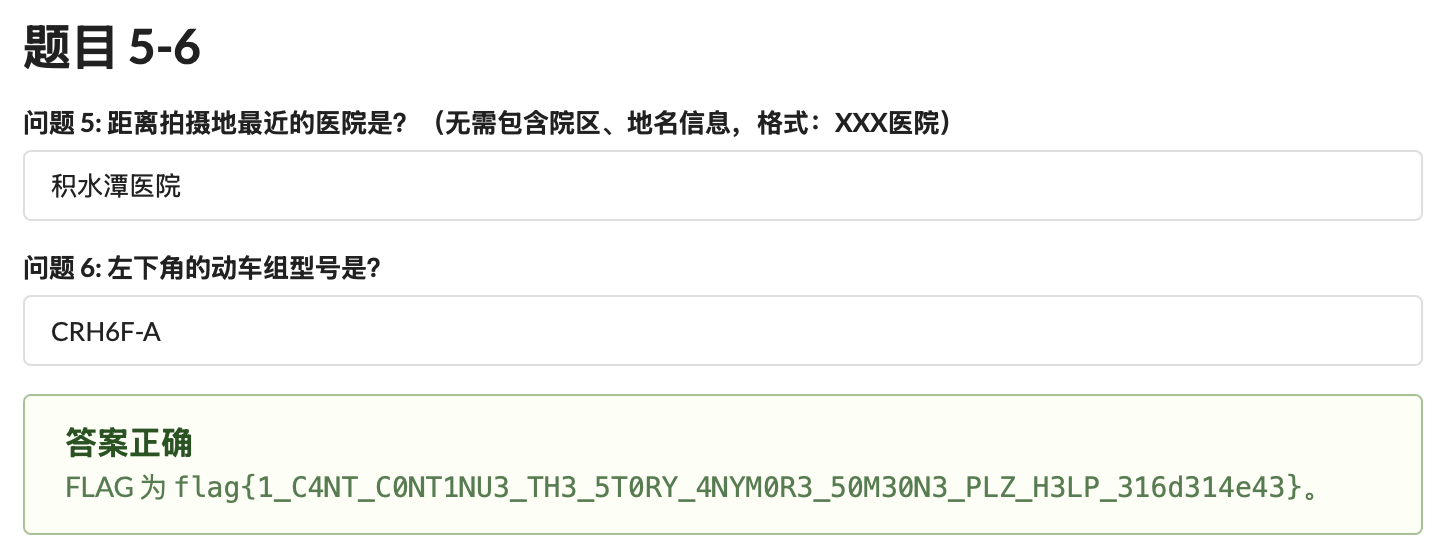 题目 5-6
问题 5: 距离拍摄地最近的医院是？（无需包含院区、地名信息，格式：XXX医院）
积水潭医院
问题 6: 左下角的动车组型号是？
CRH6F-A
答案正确
FLAG 为 flag{1_C4NT_C0NT1NU3_TH3_5T0RY_4NYM0R3_50M30N3_PLZ_H3LP_316d314e43}。